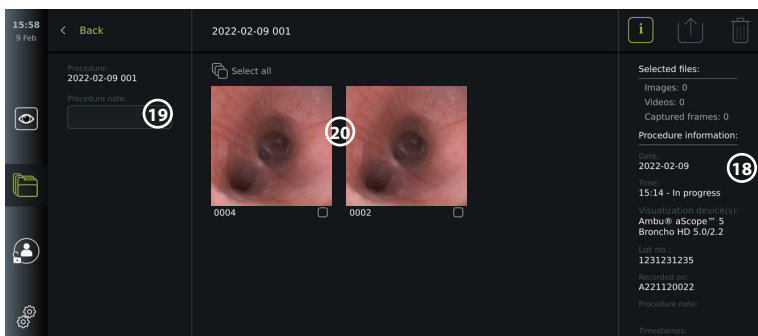 15:58
9 Feb
Back
2022-02-09 001
i
Procedure:
2022-02-09 001
Procedure note:
19
Select all
20
0004
0002
Selected files:
Images: 0
Videos: 0
Captured frames: 0
Procedure information:
Date:
2022-02-09
18
Time:
15:14 - In progress
Visualization device(s):
Ambu® aScope™ 5
Broncho HD 5.0/2.2
Lot no.:
1231231235
Recorded on:
A221120022
Procedure note:
Timestamps: